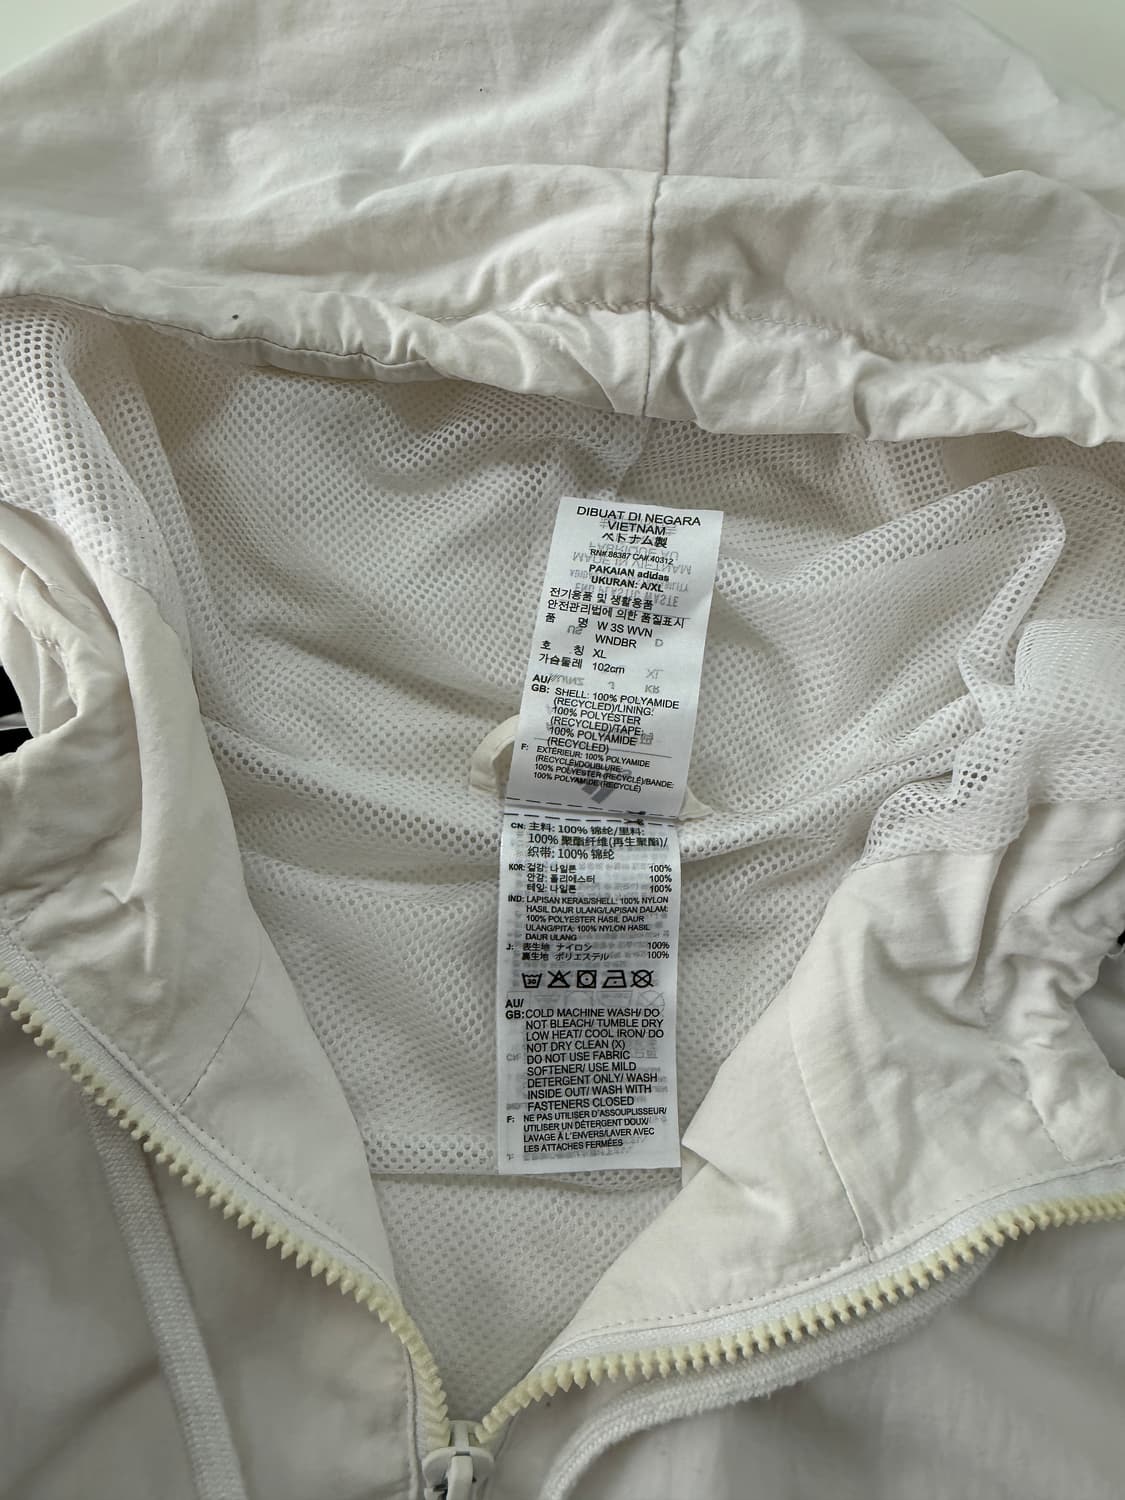 DIBUAT DI NEGARA
VIETNAM
ベトナム製
RN#.88387 CA#.40312
PAKAIAN adidas
UKURAN: A/XL
전기용품 및 생활용품
안전관리법에 의한 품질표시
품 명 W 3S WVN
WNDBR
호 칭 XL
가슴둘레 102cm
AU/
GB: SHELL: 100% POLYAMIDE
(RECYCLED)/LINING:
100% POLYESTER
(RECYCLED)/TAPE:
100% POLYAMIDE
(RECYCLED)
F: EXTÉRIEUR: 100% POLYAMIDE
(RECYCLÉ)/DOUBLURE:
100% POLYESTER (RECYCLÉ)/BANDE:
100% POLYAMIDE (RECYCLÉ)
CN: 主料: 100% 锦纶/里料:
100% 聚酯纤维(再生聚酯)/
织带: 100% 锦纶
KOR: 겉감: 나일론 100%
안감: 폴리에스터 100%
테잎: 나일론 100%
IND: LAPISAN KERAS/SHELL: 100% NYLON
HASIL DAUR ULANG/LAPISAN DALAM:
100% POLYESTER HASIL DAUR
ULANG/PITA: 100% NYLON HASIL
DAUR ULANG
J: 表生地 ナイロン 100%
裏生地 ポリエステル 100%
AU/
GB: COLD MACHINE WASH/ DO
NOT BLEACH/ TUMBLE DRY
LOW HEAT/ COOL IRON/ DO
NOT DRY CLEAN (X)
DO NOT USE FABRIC
SOFTENER/ USE MILD
DETERGENT ONLY/ WASH
INSIDE OUT/ WASH WITH
FASTENERS CLOSED
F: NE PAS UTILISER D'ASSOUPLISSEUR/
UTILISER UN DÉTERGENT DOUX/
LAVAGE À L'ENVERS/LAVER AVEC
LES ATTACHES FERMÉES